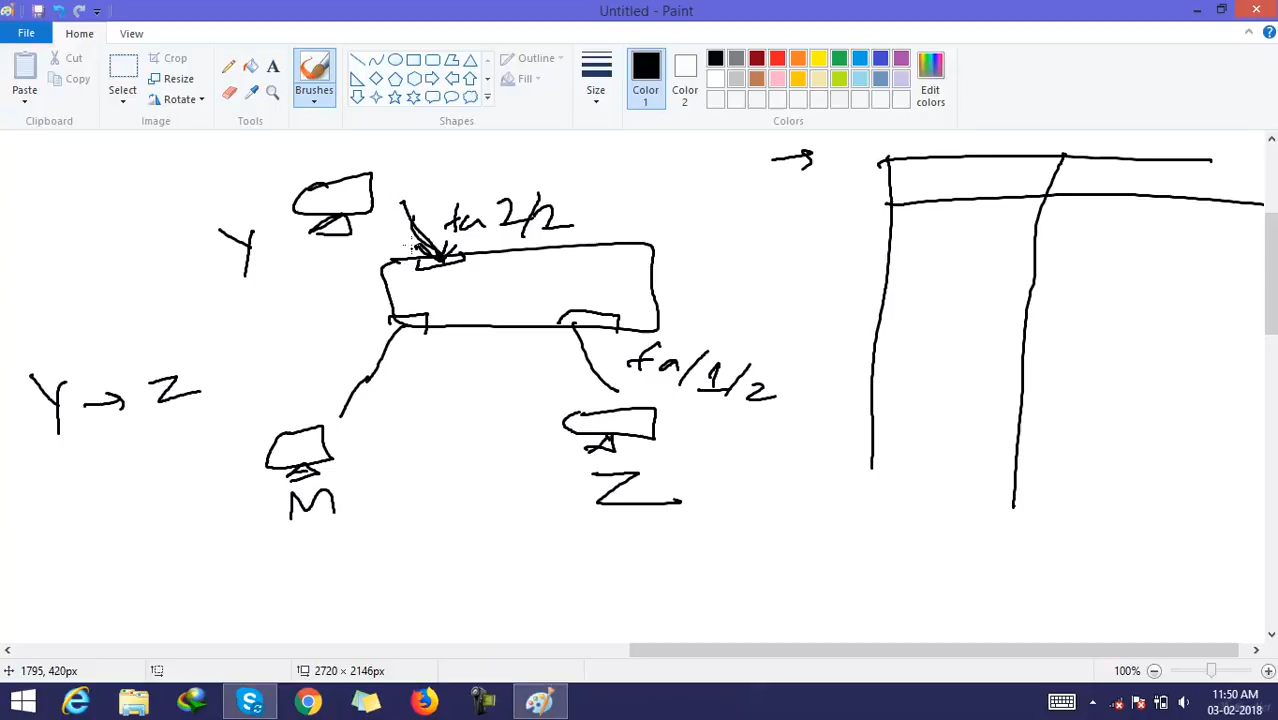 Untitled - Paint
File
Home
View
Paste
Cut
Copy
Clipboard
Select
Crop
Resize
Rotate
Image
Tools
Brushes
Shapes
Outline
Fill
Size
Color 1
Color 2
Colors
Edit colors
fa 2/2
Y
Y → Z
fa/1/2
M
Z
1795, 420px
2720 × 2146px
100%
11:50 AM
03-02-2018